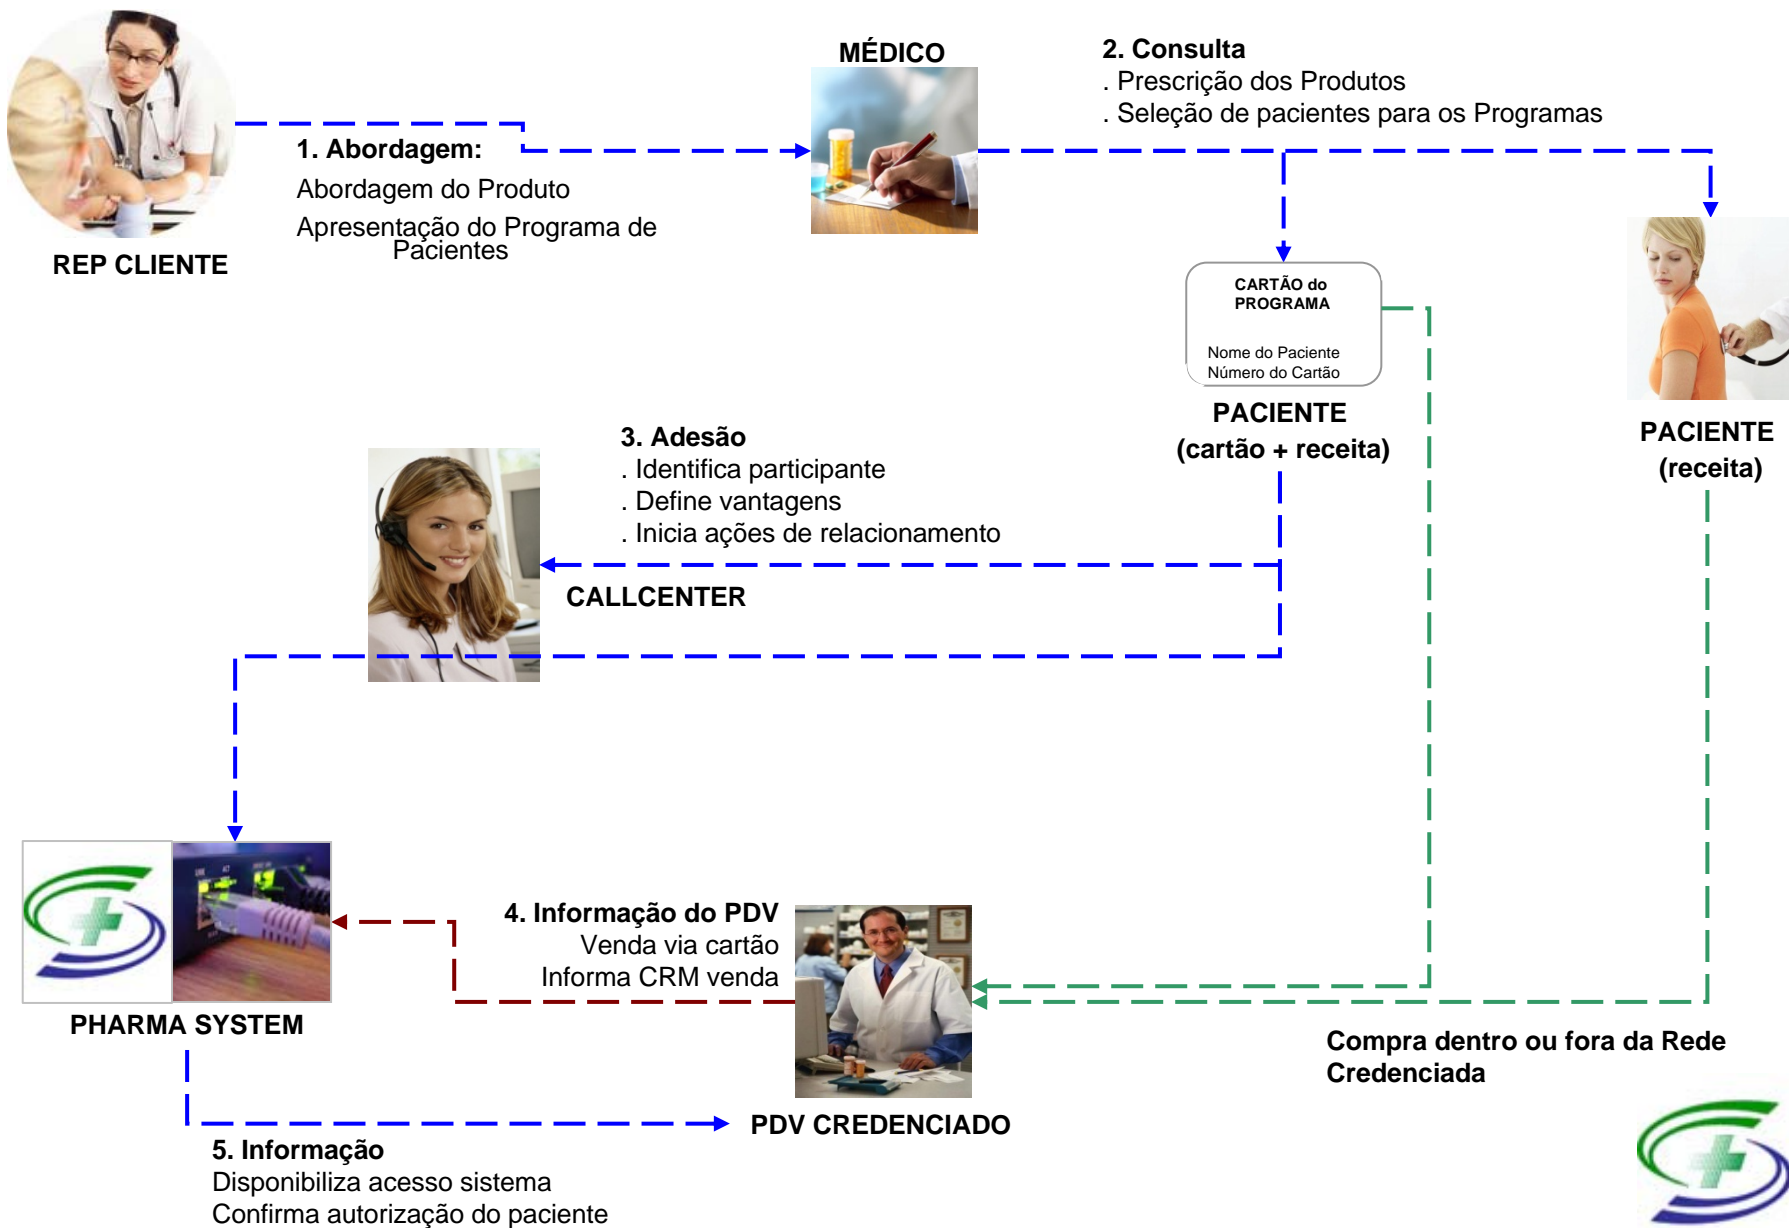 MÉDICO
2. Consulta
. Prescrição dos Produtos
. Seleção de pacientes para os Programas
1. Abordagem:
Abordagem do Produto
Apresentação do Programa de
Pacientes
REP CLIENTE
CARTÃO do
PROGRAMA
Nome do Paciente
Número do Cartão
PACIENTE
(cartão + receita)
PACIENTE
(receita)
3. Adesão
. Identifica participante
. Define vantagens
. Inicia ações de relacionamento
CALLCENTER
4. Informação do PDV
Venda via cartão
Informa CRM venda
PHARMA SYSTEM
Compra dentro ou fora da Rede
Credenciada
PDV CREDENCIADO
5. Informação
Disponibiliza acesso sistema
Confirma autorização do paciente